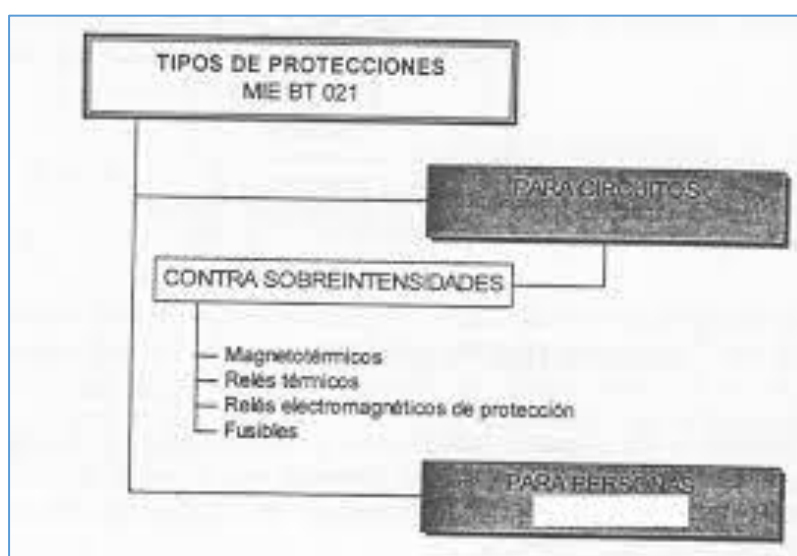 TIPOS DE PROTECCIONES
MIE BT 021
PARA CIRCUITOS
CONTRA SOBREINTENSIDADES
Magnetotérmicos
Relés térmicos
Relés electromagnéticos de protección
Fusibles
PARA PERSONAS